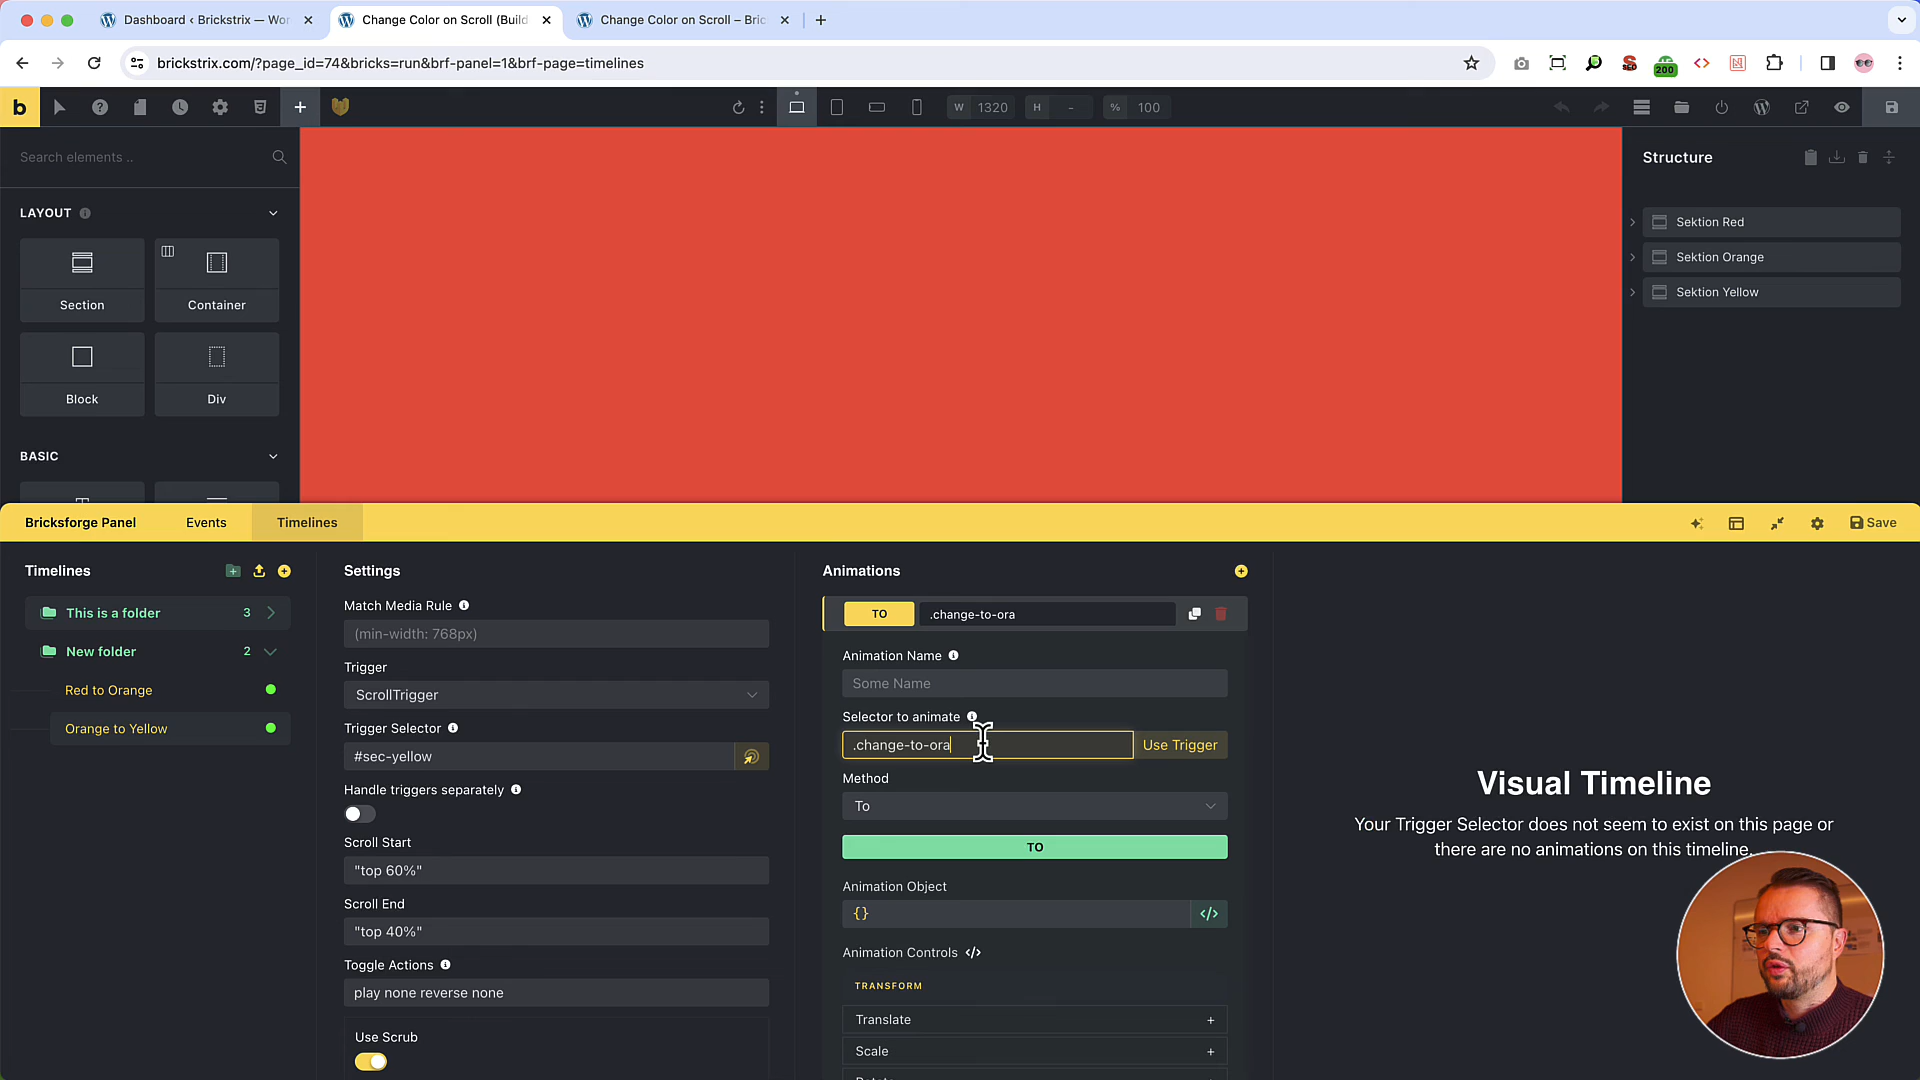 Dashboard ‹ Brickstrix — Wor
Change Color on Scroll (Build
Change Color on Scroll – Bric
brickstrix.com/?page_id=74&bricks=run&brf-panel=1&brf-page=timelines
SEO
200
b
W 1320
H -
% 100
Search elements ..
LAYOUT
Section
Container
Block
Div
BASIC
Structure
Sektion Red
Sektion Orange
Sektion Yellow
Bricksforge Panel
Events
Timelines
Save
Timelines
This is a folder 3
New folder 2
Red to Orange
Orange to Yellow
Settings
Match Media Rule
(min-width: 768px)
Trigger
ScrollTrigger
Trigger Selector
#sec-yellow
Handle triggers separately
Scroll Start
"top 60%"
Scroll End
"top 40%"
Toggle Actions
play none reverse none
Use Scrub
Animations
TO .change-to-ora
Animation Name
Some Name
Selector to animate
.change-to-ora
Use Trigger
Method
To
TO
Animation Object
{}
</>
Animation Controls </>
TRANSFORM
Translate +
Scale +
Visual Timeline
Your Trigger Selector does not seem to exist on this page or
there are no animations on this timeline.